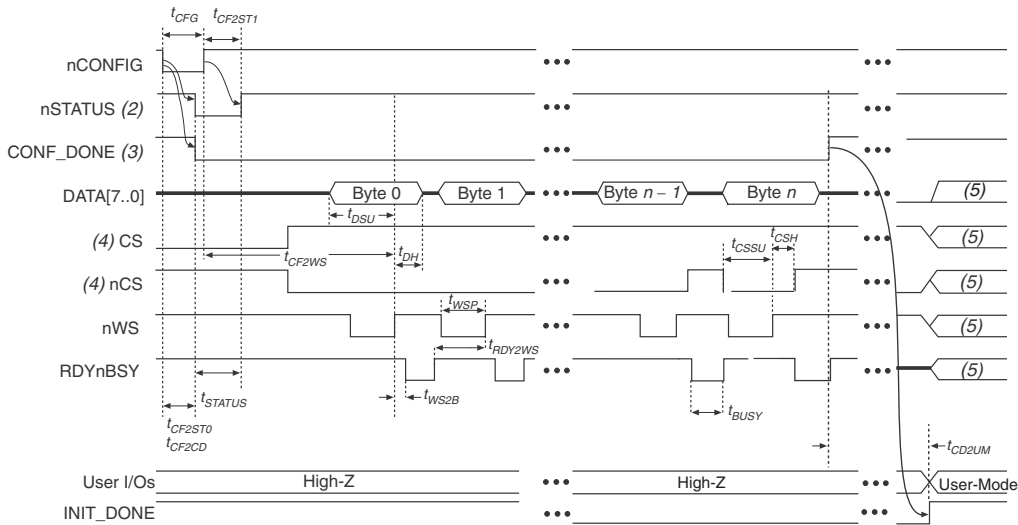 tCFG tCF2ST1
nCONFIG
nSTATUS (2)
CONF_DONE (3)
DATA[7..0] Byte 0 Byte 1 Byte n – 1 Byte n (5)
tDSU
(4) CS tCF2WS tDH tCSSU tCSH (5)
(4) nCS (5)
tWSP
nWS (5)
tRDY2WS
RDYnBSY (5)
tSTATUS tWS2B tBUSY
tCF2ST0
tCF2CD
tCD2UM
User I/Os High-Z High-Z User-Mode
INIT_DONE